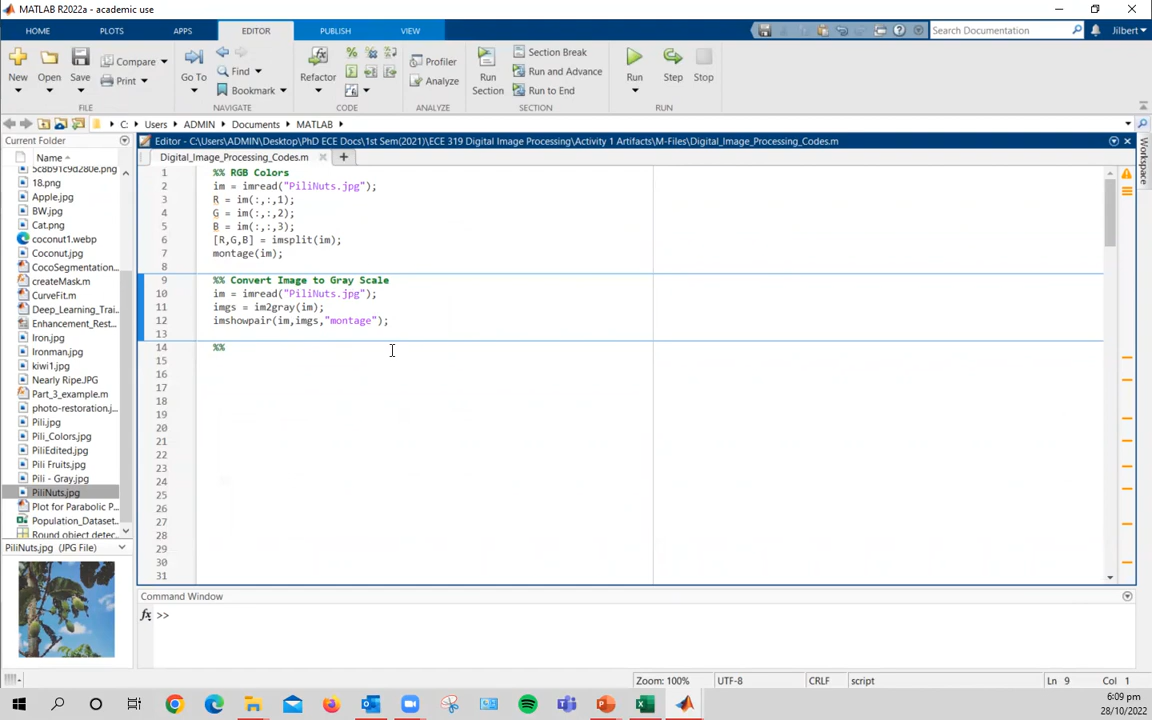 MATLAB R2022a - academic use
HOME
PLOTS
APPS
EDITOR
PUBLISH
VIEW
Search Documentation
Jilbert
New
Open
Save
Compare
Print
Go To
Find
Bookmark
Refactor
Profiler
Analyze
Run
Section
Section Break
Run and Advance
Run to End
Run
Step
Stop
FILE
NAVIGATE
CODE
ANALYZE
SECTION
RUN
C:
Users
ADMIN
Documents
MATLAB
Current Folder
Name
5c8b91c9d280e.png
18.png
Apple.jpg
BW.jpg
Cat.png
coconut1.webp
Coconut.jpg
CocoSegmentation...
createMask.m
CurveFit.m
Deep_Learning_Trai...
Enhancement_Rest...
Iron.jpg
Ironman.jpg
kiwi1.jpg
Nearly Ripe.JPG
Part_3_example.m
photo-restoration.j...
Pili.jpg
Pili_Colors.jpg
PiliEdited.jpg
Pili Fruits.jpg
Pili - Gray.jpg
PiliNuts.jpg
Plot for Parabolic P...
Population_Dataset...
Round object detec...
PiliNuts.jpg (JPG File)
Editor - C:\Users\ADMIN\Desktop\PhD ECE Docs\1st Sem(2021)\ECE 319 Digital Image Processing\Activity 1 Artifacts\M-Files\Digital_Image_Processing_Codes.m
Digital_Image_Processing_Codes.m
1 %% RGB Colors
2 im = imread("PiliNuts.jpg");
3 R = im(:,:,1);
4 G = im(:,:,2);
5 B = im(:,:,3);
6 [R,G,B] = imsplit(im);
7 montage(im);
8
9 %% Convert Image to Gray Scale
10 im = imread("PiliNuts.jpg");
11 imgs = im2gray(im);
12 imshowpair(im,imgs,"montage");
13
14 %%
15
16
17
18
19
20
21
22
23
24
25
26
27
28
29
30
31
Workspace
Command Window
fx >>
Zoom: 100%
UTF-8
CRLF
script
Ln 9
Col 1
6:09 pm
28/10/2022